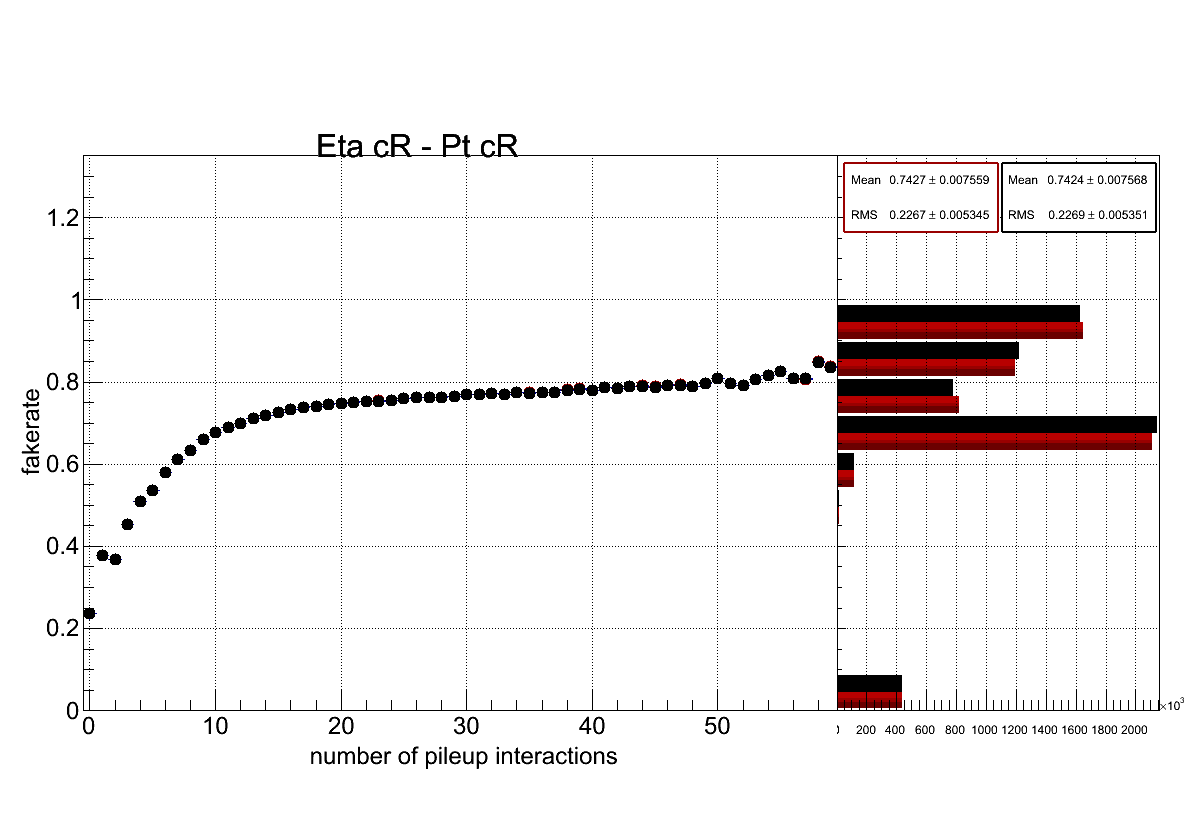 Eta cR - Pt cR
Mean 0.7427 ± 0.007559
RMS 0.2267 ± 0.005345
Mean 0.7424 ± 0.007568
RMS 0.2269 ± 0.005351
fakerate
1.2
1
0.8
0.6
0.4
0.2
0
0 10 20 30 40 50
number of pileup interactions
200 400 600 800 1000 1200 1400 1600 1800 2000
×10³